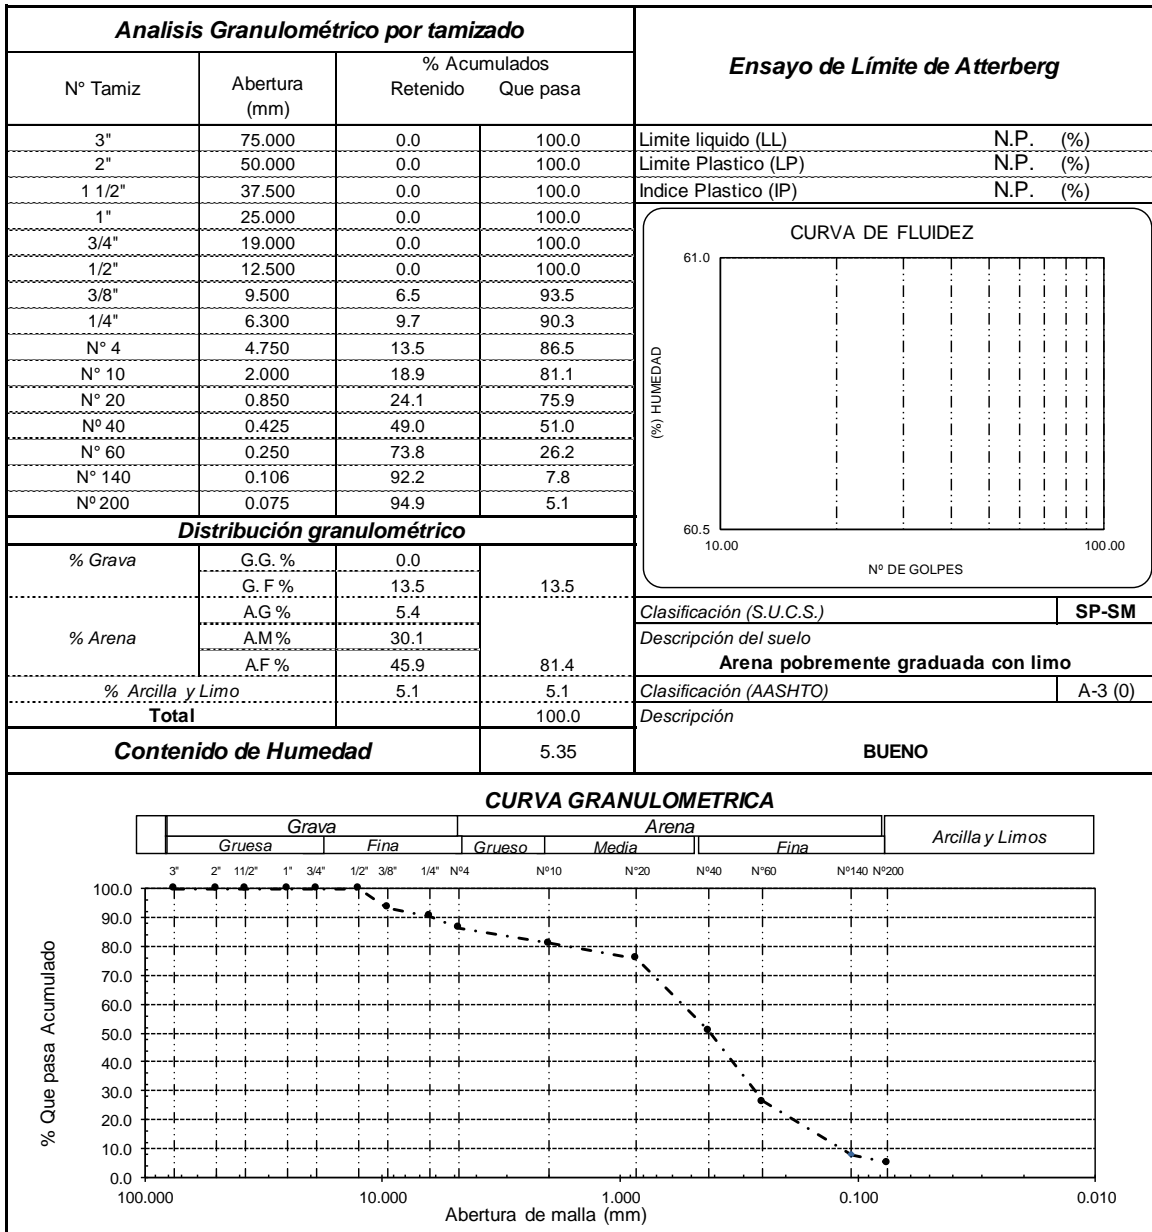 Analisis Granulométrico por tamizado
N° Tamiz
Abertura
(mm)
% Acumulados
Retenido Que pasa
3" 75.000 0.0 100.0
2" 50.000 0.0 100.0
1 1/2" 37.500 0.0 100.0
1" 25.000 0.0 100.0
3/4" 19.000 0.0 100.0
1/2" 12.500 0.0 100.0
3/8" 9.500 6.5 93.5
1/4" 6.300 9.7 90.3
N° 4 4.750 13.5 86.5
N° 10 2.000 18.9 81.1
N° 20 0.850 24.1 75.9
Nº 40 0.425 49.0 51.0
N° 60 0.250 73.8 26.2
N° 140 0.106 92.2 7.8
Nº 200 0.075 94.9 5.1
Distribución granulométrico
% Grava G.G. % 0.0
G. F % 13.5 13.5
A.G % 5.4
% Arena A.M % 30.1
A.F % 45.9 81.4
% Arcilla y Limo 5.1 5.1
Total 100.0
Contenido de Humedad 5.35
Ensayo de Límite de Atterberg
Limite liquido (LL) N.P. (%)
Limite Plastico (LP) N.P. (%)
Indice Plastico (IP) N.P. (%)
CURVA DE FLUIDEZ
61.0
(%) HUMEDAD
60.5
10.00 100.00
Nº DE GOLPES
Clasificación (S.U.C.S.) SP-SM
Descripción del suelo
Arena pobremente graduada con limo
Clasificación (AASHTO) A-3 (0)
Descripción
BUENO
CURVA GRANULOMETRICA
Grava Arena Arcilla y Limos
Gruesa Fina Grueso Media Fina
3" 2" 11/2" 1" 3/4" 1/2" 3/8" 1/4" Nº4 N°10 N°20 N°40 N°60 N°140 Nº200
100.0
90.0
80.0
70.0
60.0
50.0
40.0
30.0
20.0
10.0
0.0
% Que pasa Acumulado
100.000 10.000 1.000 0.100 0.010
Abertura de malla (mm)